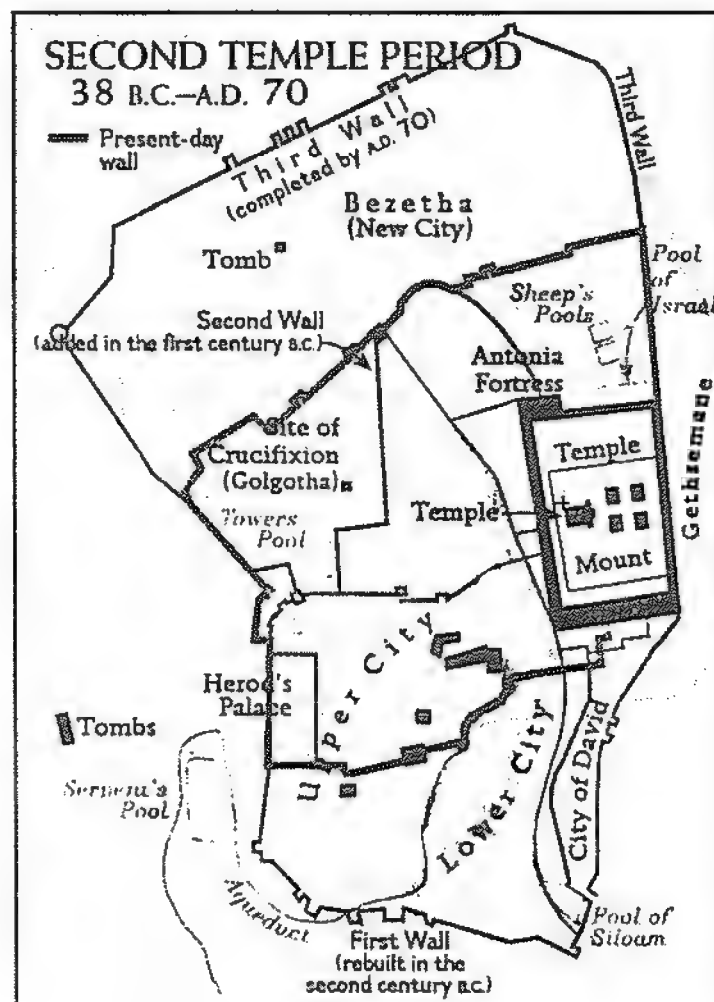 SECOND TEMPLE PERIOD
38 B.C.–A.D. 70
Present-day
wall
Third Wall
(completed by A.D. 70)
Third Wall
Bezetha
(New City)
Tomb
Pool
of
Israel
Sheep's
Pools
Second Wall
(added in the first century B.C.)
Antonia
Fortress
Gethsemane
Site of
Crucifixion
(Golgotha)
Temple
Temple
Mount
Towers
Pool
Upper City
Herod's
Palace
Tombs
City of David
Lower City
Pool
Aqueduct
Pool of
Siloam
First Wall
(rebuilt in the
second century B.C.)